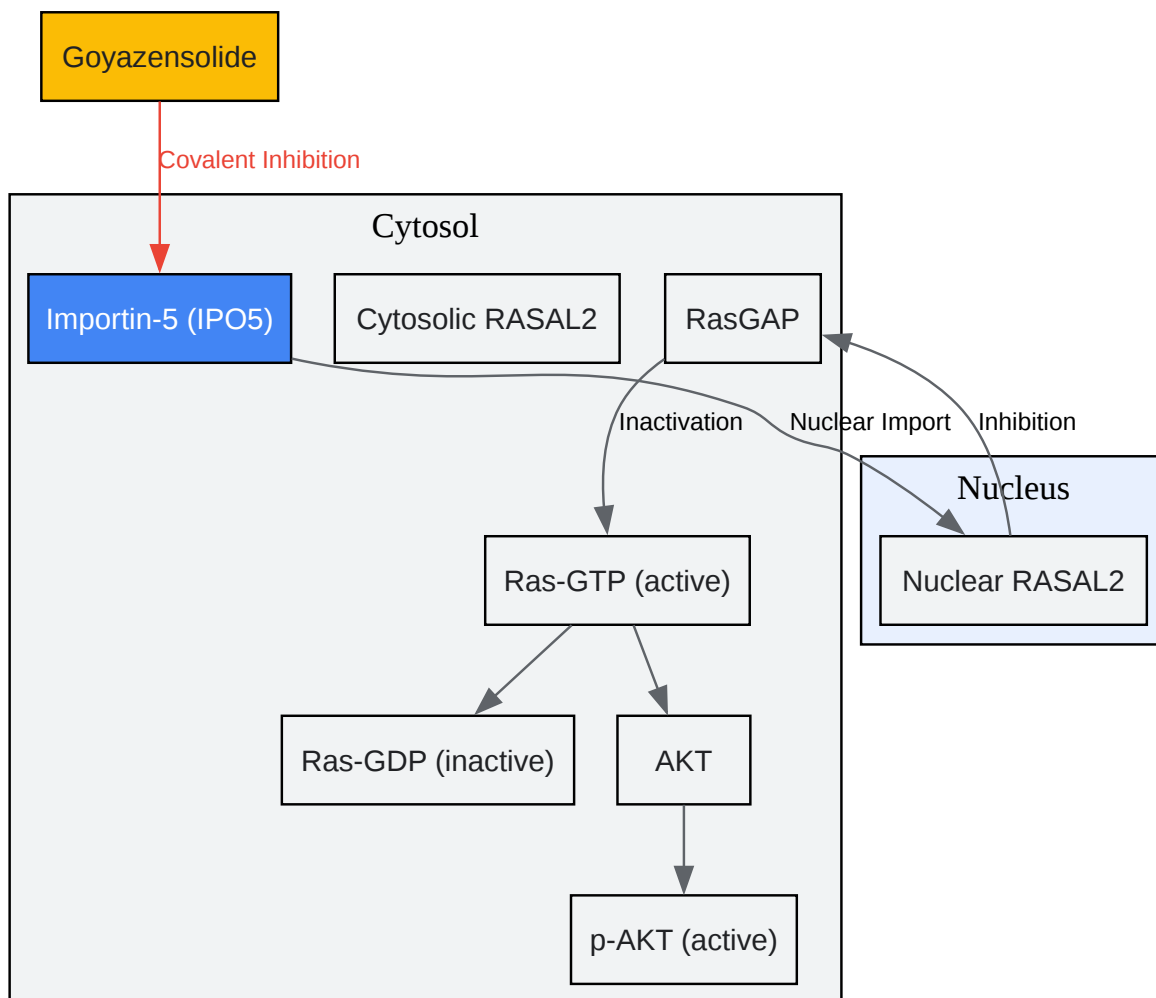 Goyazensolide
Covalent Inhibition
Cytosol
Importin-5 (IPO5)
Cytosolic RASAL2
RasGAP
Inactivation
Nuclear Import
Inhibition
Nucleus
Ras-GTP (active)
Nuclear RASAL2
Ras-GDP (inactive)
AKT
p-AKT (active)